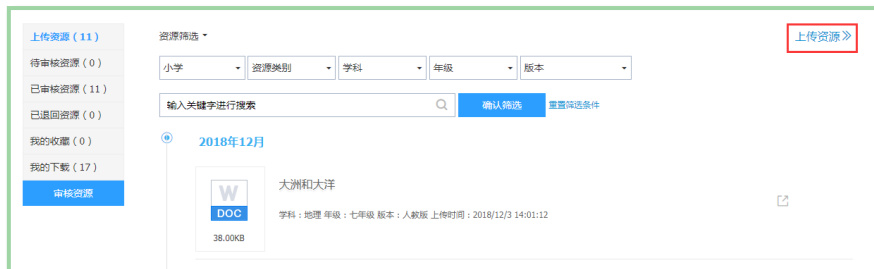 上传资源（11）
待审核资源（0）
已审核资源（11）
已退回资源（0）
我的收藏（0）
我的下载（17）
审核资源
资源筛选
上传资源
小学 资源类别 学科 年级 版本
输入关键字进行搜索 确认筛选 重置筛选条件
2018年12月
W
DOC
38.00KB
大洲和大洋
学科：地理 年级：七年级 版本：人教版 上传时间：2018/12/3 14:01:12